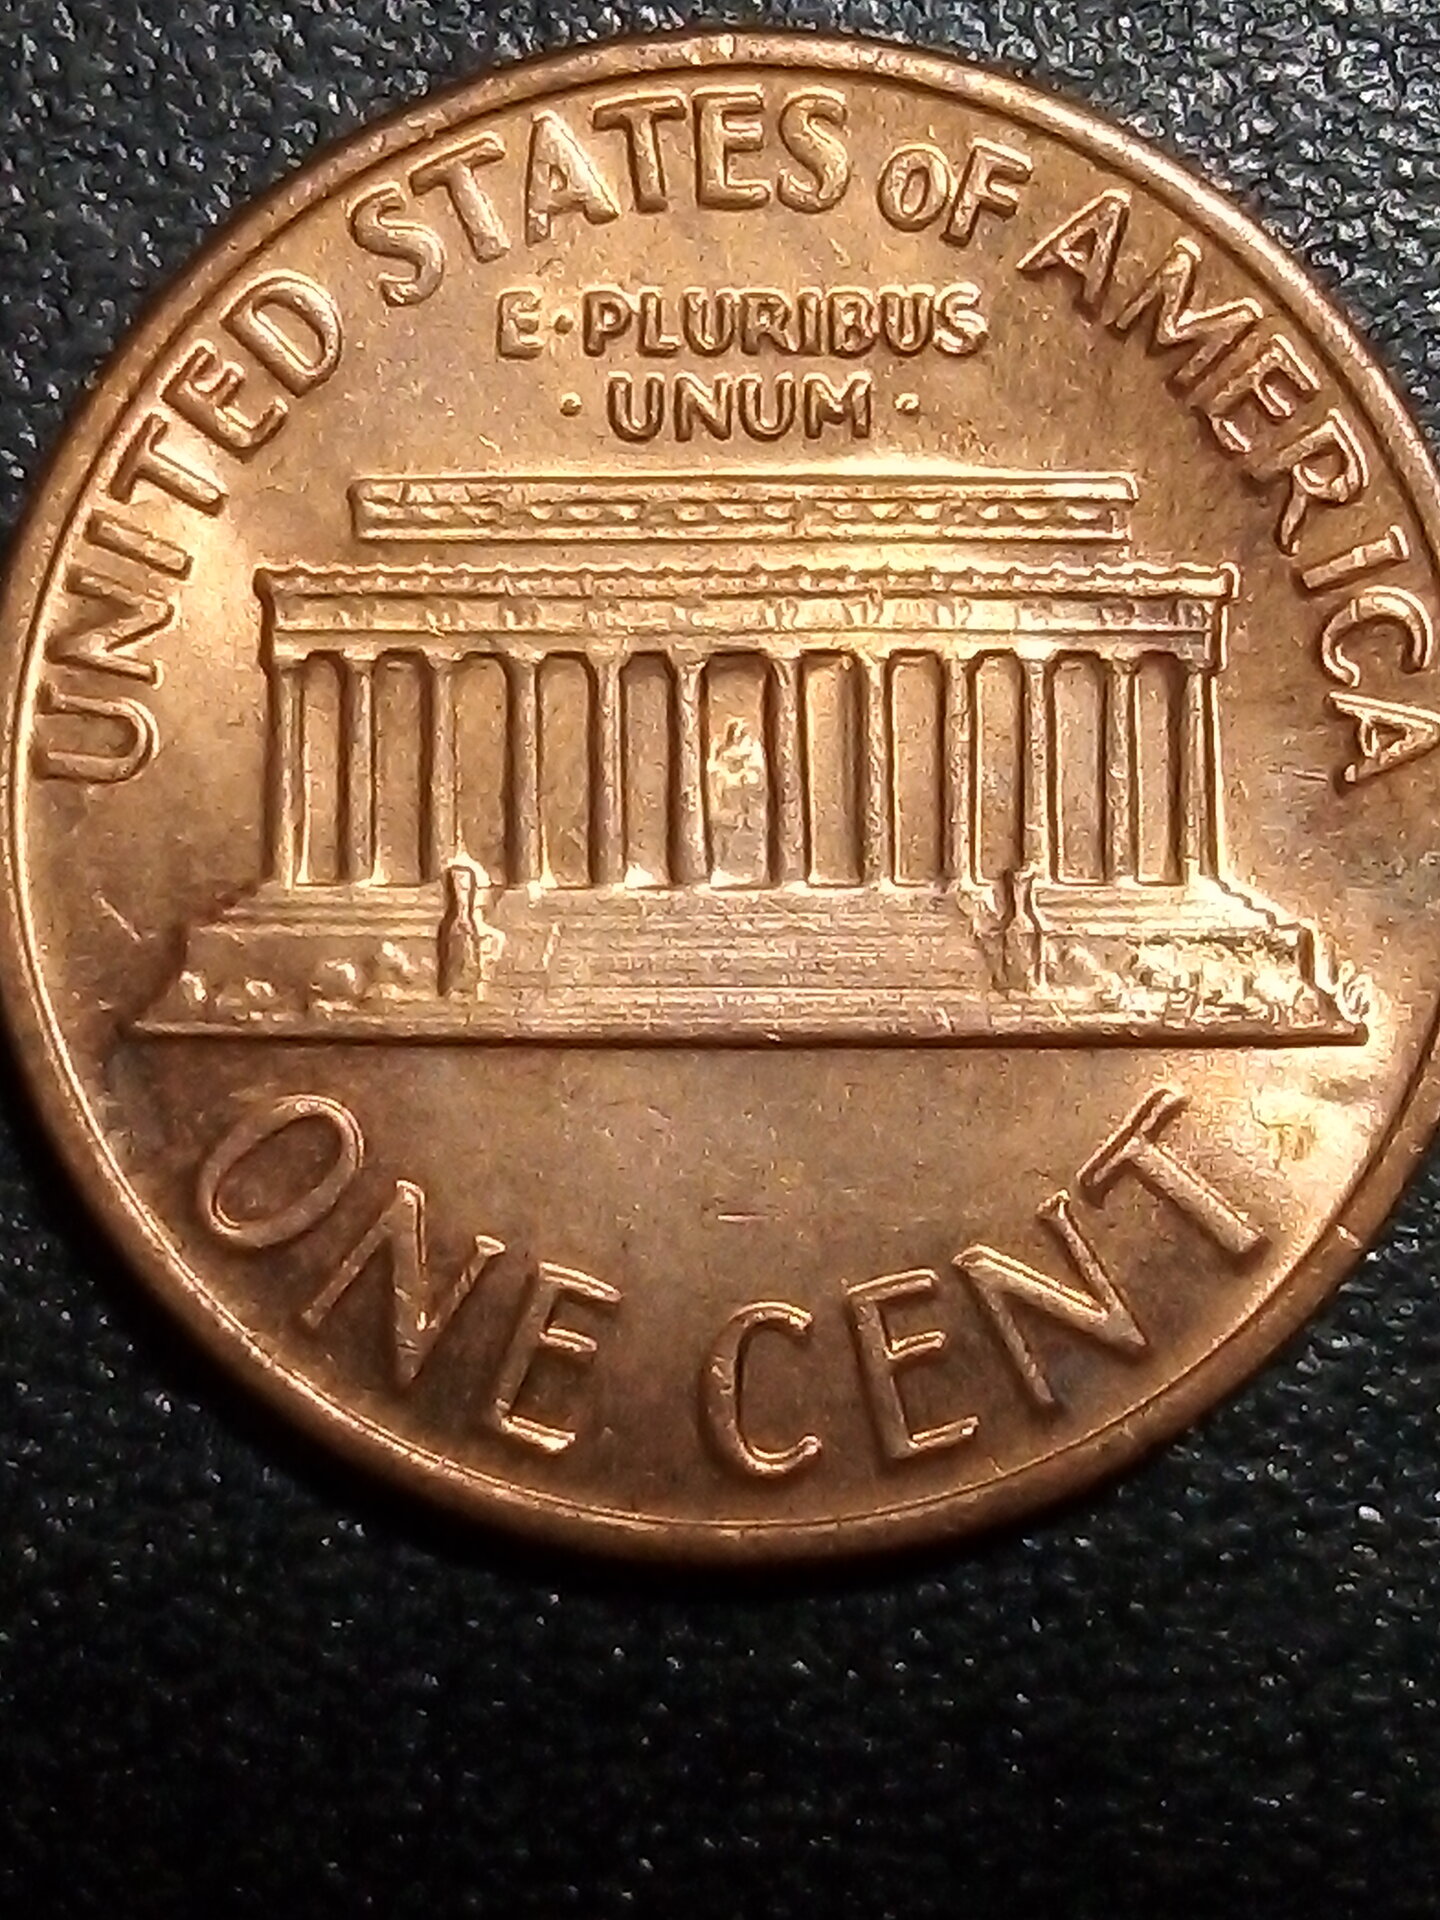 UNITED STATES OF AMERICA
E·PLURIBUS
·UNUM·
ONE CENT